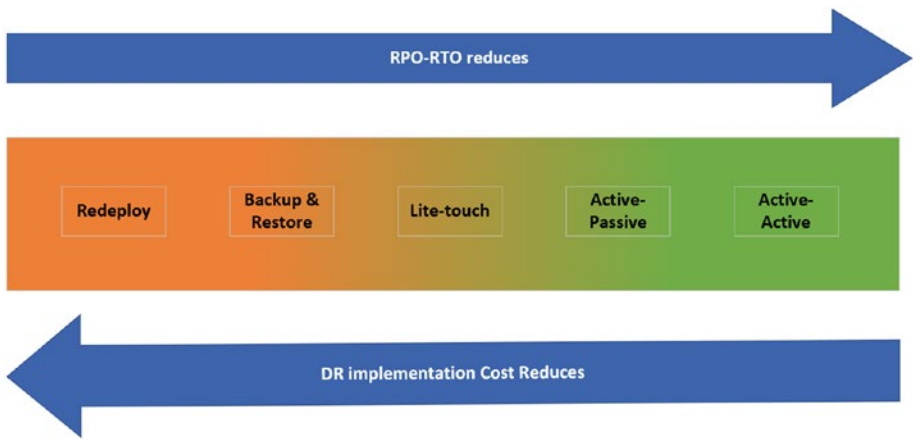 RPO-RTO reduces
Redeploy
Backup &
Restore
Lite-touch
Active-
Passive
Active-
Active
DR implementation Cost Reduces